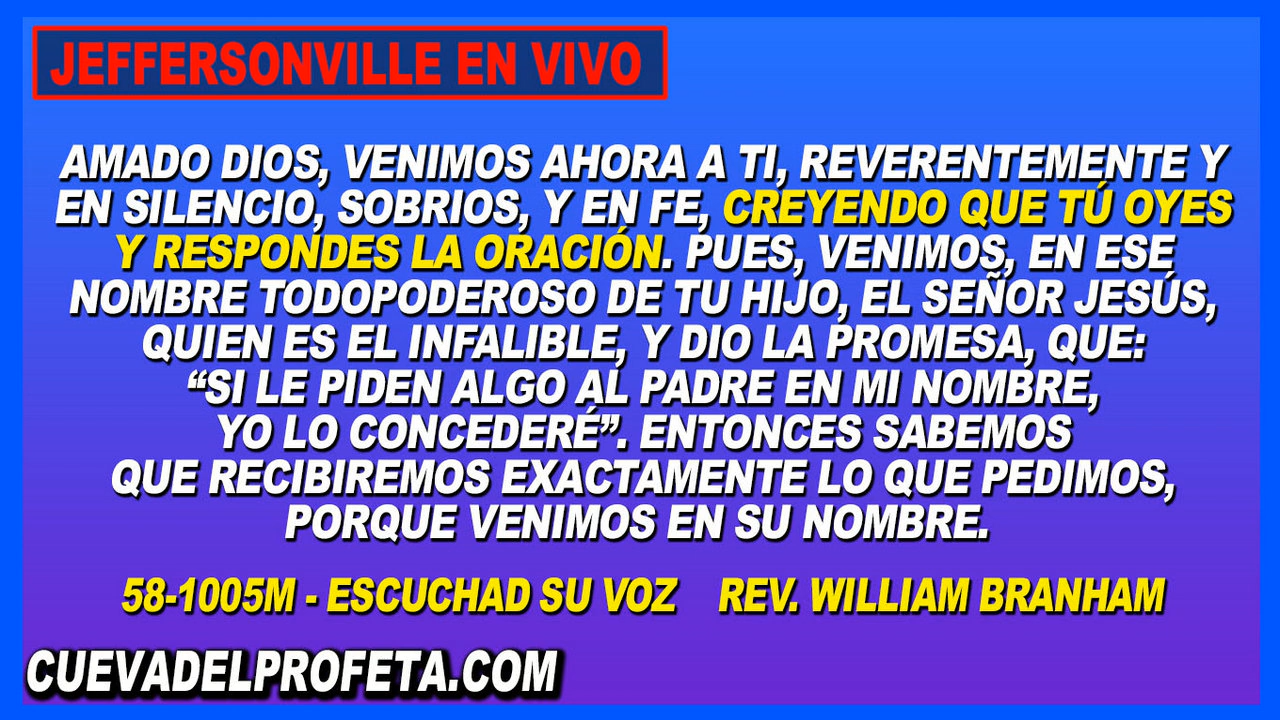 JEFFERSONVILLE EN VIVO
AMADO DIOS, VENIMOS AHORA A TI, REVERENTEMENTE Y
EN SILENCIO, SOBRIOS, Y EN FE, CREYENDO QUE TÚ OYES
Y RESPONDES LA ORACIÓN. PUES, VENIMOS, EN ESE
NOMBRE TODOPODEROSO DE TU HIJO, EL SEÑOR JESÚS,
QUIEN ES EL INFALIBLE, Y DIO LA PROMESA, QUE:
“SI LE PIDEN ALGO AL PADRE EN MI NOMBRE,
YO LO CONCEDERÉ”. ENTONCES SABEMOS
QUE RECIBIREMOS EXACTAMENTE LO QUE PEDIMOS,
PORQUE VENIMOS EN SU NOMBRE.
58-1005M - ESCUCHAD SU VOZ REV. WILLIAM BRANHAM
CUEVADELPROFETA.COM